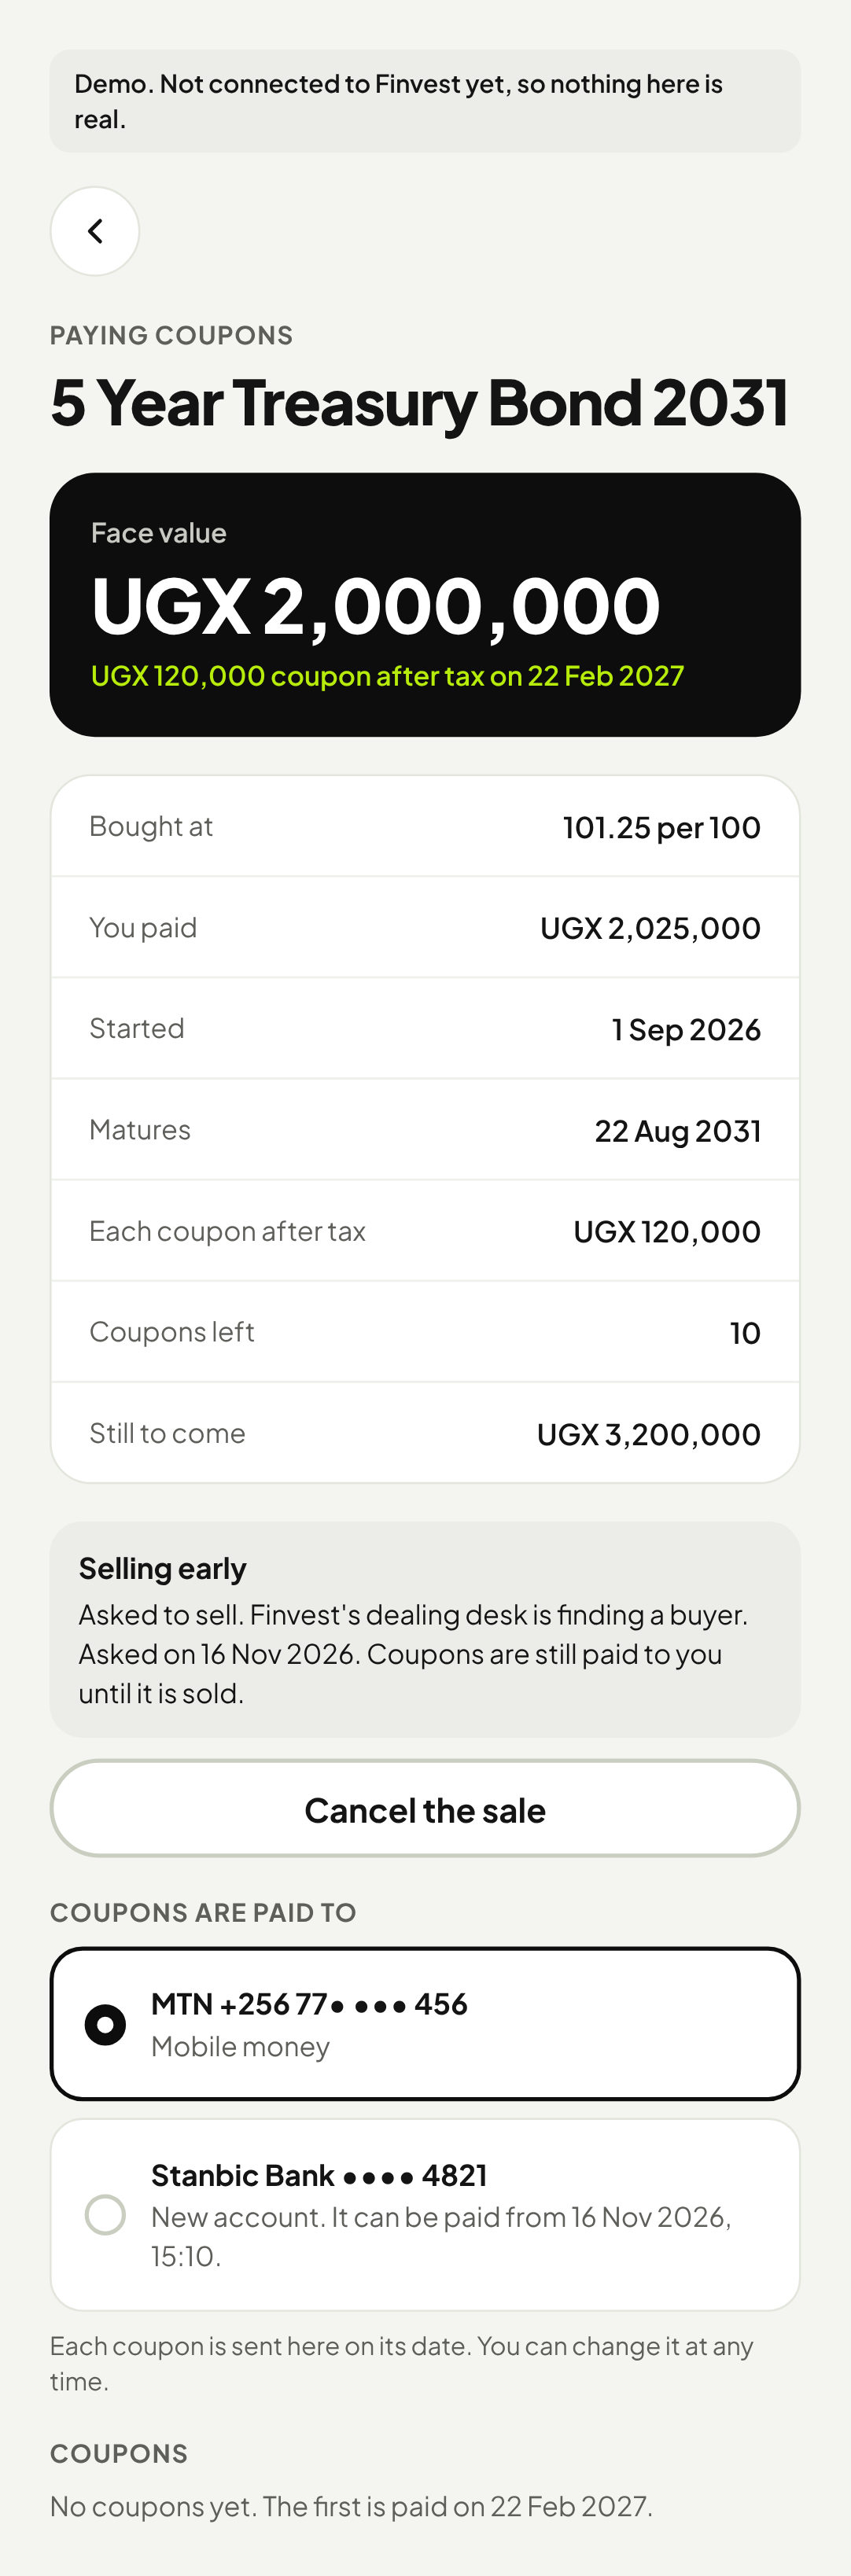 Demo. Not connected to Finvest yet, so nothing here is
real.
PAYING COUPONS
5 Year Treasury Bond 2031
Face value
UGX 2,000,000
UGX 120,000 coupon after tax on 22 Feb 2027
Bought at 101.25 per 100
You paid UGX 2,025,000
Started 1 Sep 2026
Matures 22 Aug 2031
Each coupon after tax UGX 120,000
Coupons left 10
Still to come UGX 3,200,000
Selling early
Asked to sell. Finvest's dealing desk is finding a buyer.
Asked on 16 Nov 2026. Coupons are still paid to you
until it is sold.
Cancel the sale
COUPONS ARE PAID TO
MTN +256 77• ••• 456
Mobile money
Stanbic Bank •••• 4821
New account. It can be paid from 16 Nov 2026,
15:10.
Each coupon is sent here on its date. You can change it at any
time.
COUPONS
No coupons yet. The first is paid on 22 Feb 2027.